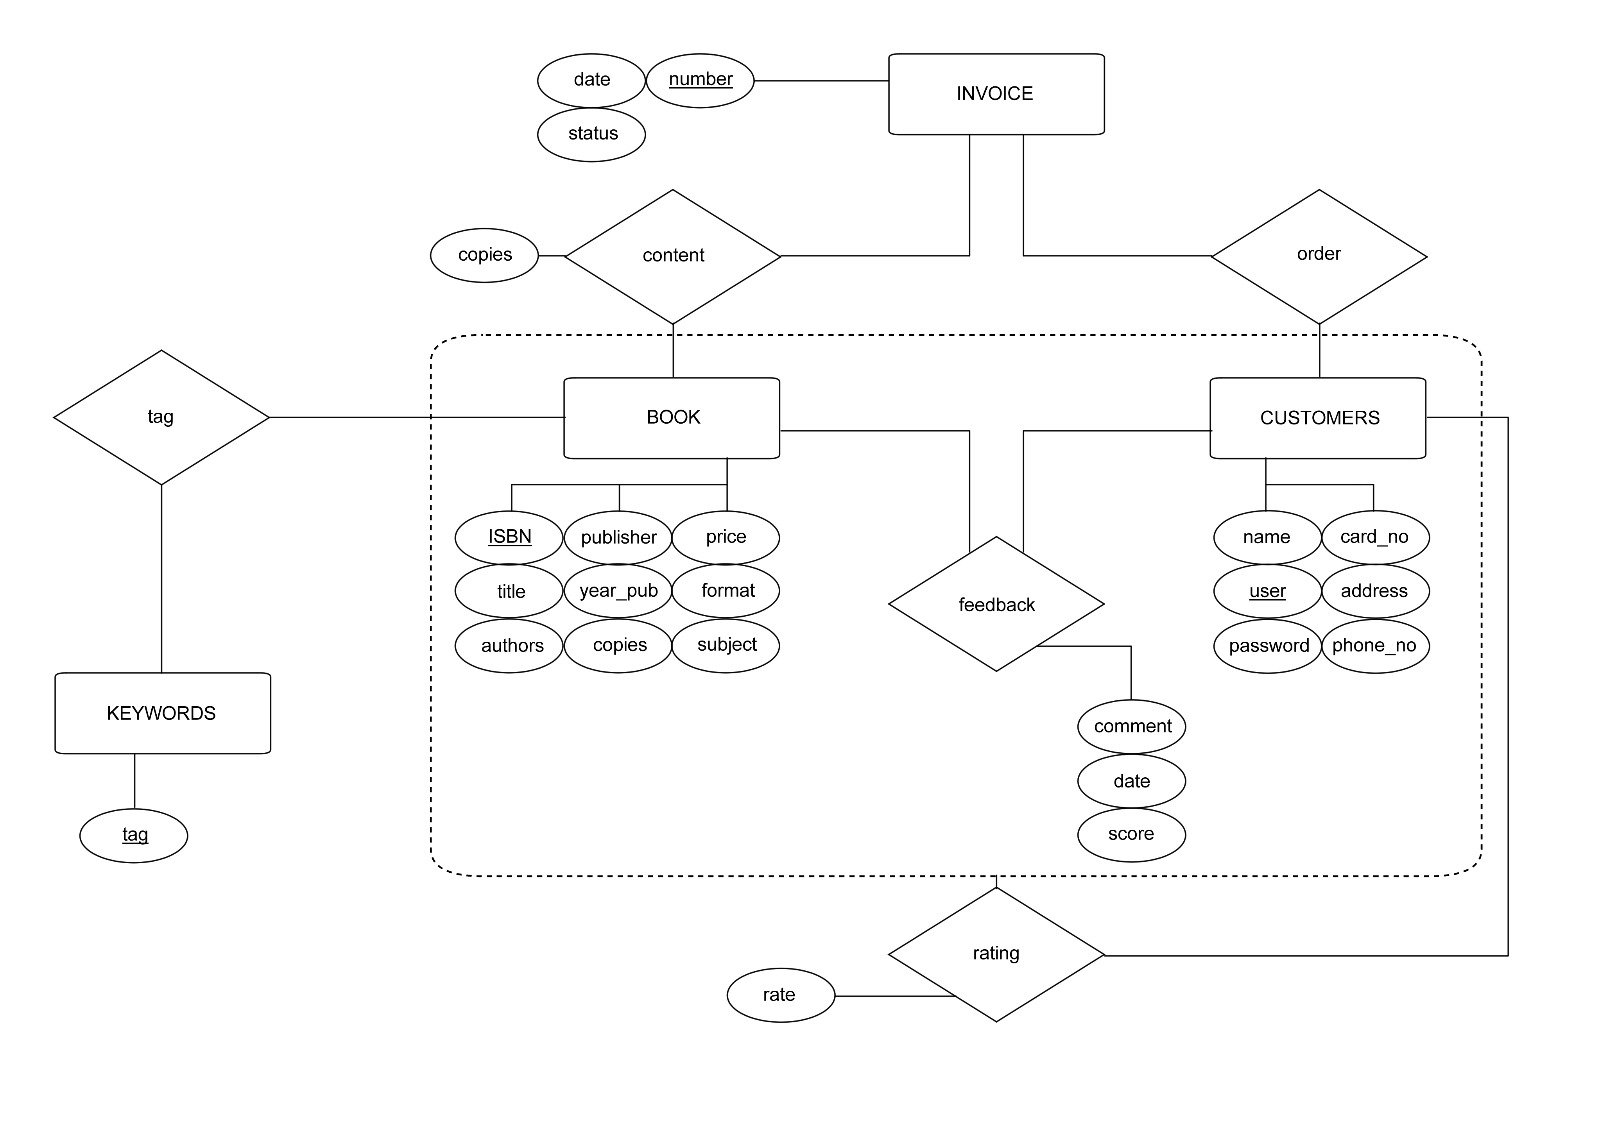 date
number
INVOICE
status
copies
content
order
tag
BOOK
CUSTOMERS
ISBN
publisher
price
name
card_no
title
year_pub
format
user
address
authors
copies
subject
password
phone_no
feedback
KEYWORDS
comment
date
tag
score
rating
rate